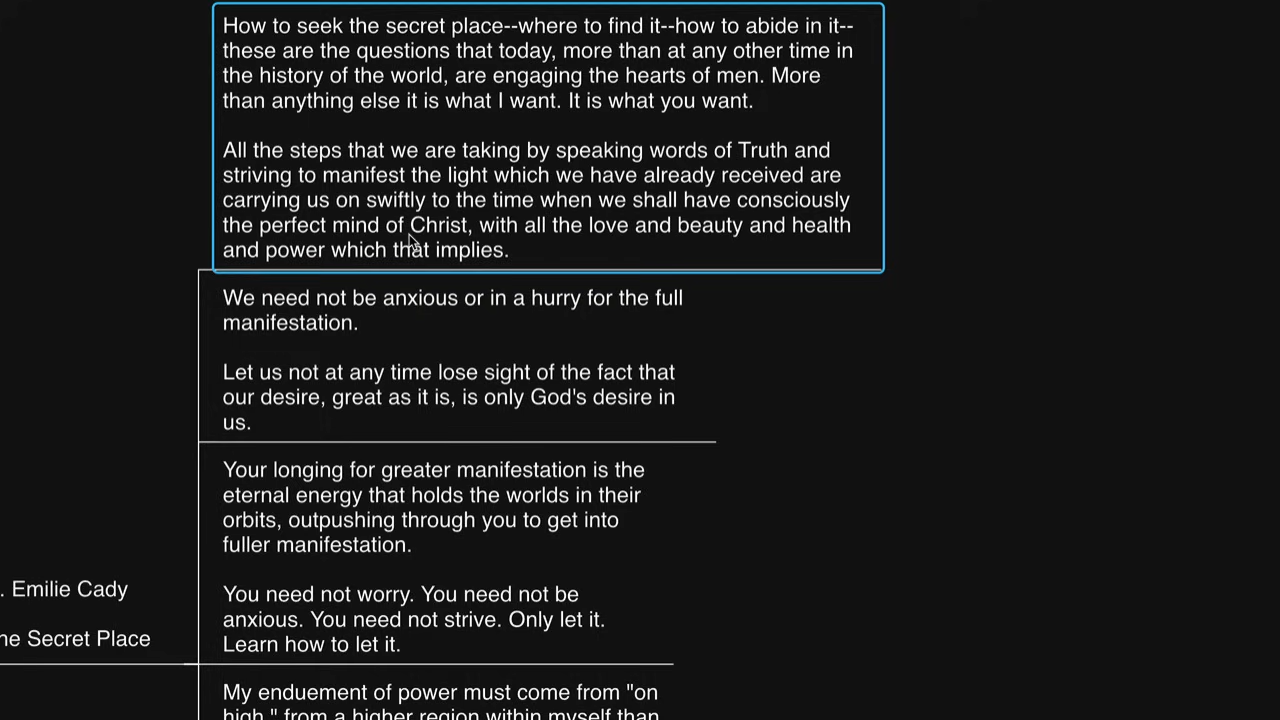 How to seek the secret place--where to find it--how to abide in it--
these are the questions that today, more than at any other time in
the history of the world, are engaging the hearts of men. More
than anything else it is what I want. It is what you want.
All the steps that we are taking by speaking words of Truth and
striving to manifest the light which we have already received are
carrying us on swiftly to the time when we shall have consciously
the perfect mind of Christ, with all the love and beauty and health
and power which that implies.
We need not be anxious or in a hurry for the full
manifestation.
Let us not at any time lose sight of the fact that
our desire, great as it is, is only God's desire in
us.
Your longing for greater manifestation is the
eternal energy that holds the worlds in their
orbits, outpushing through you to get into
fuller manifestation.
You need not worry. You need not be
anxious. You need not strive. Only let it.
Learn how to let it.
. Emilie Cady
he Secret Place
My enduement of power must come from "on
high," from a higher region within myself than